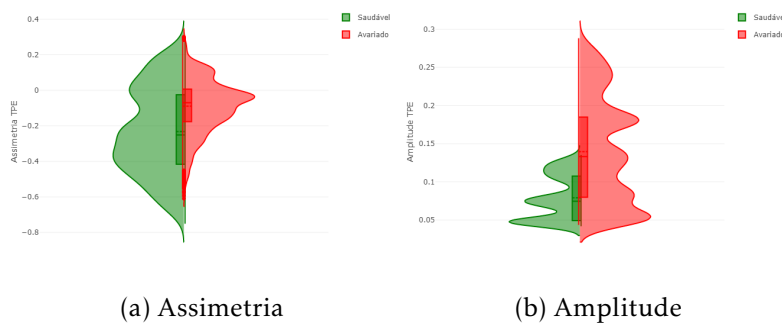 Saudável
Avariado
Assimetria TPE
0.4
0.2
0
−0.2
−0.4
−0.6
−0.8
(a) Assimetria
Saudável
Avariado
Amplitude TPE
0.3
0.25
0.2
0.15
0.1
0.05
(b) Amplitude